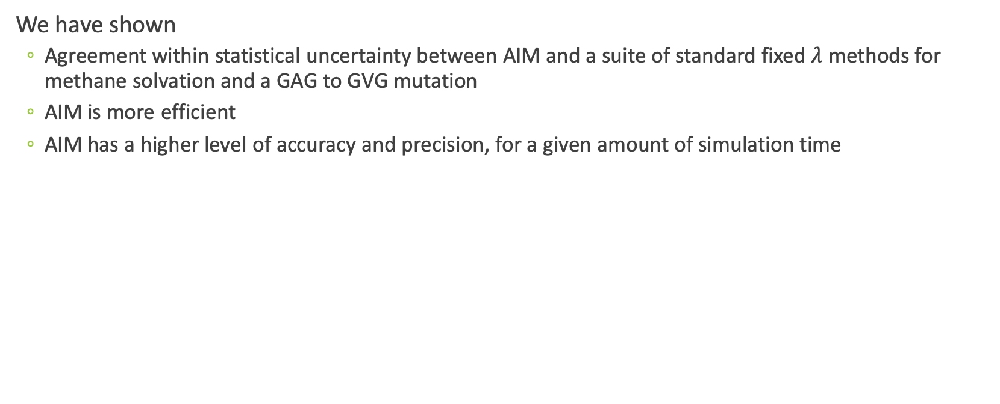 We have shown
◦ Agreement within statistical uncertainty between AIM and a suite of standard fixed λ methods for
methane solvation and a GAG to GVG mutation
◦ AIM is more efficient
◦ AIM has a higher level of accuracy and precision, for a given amount of simulation time